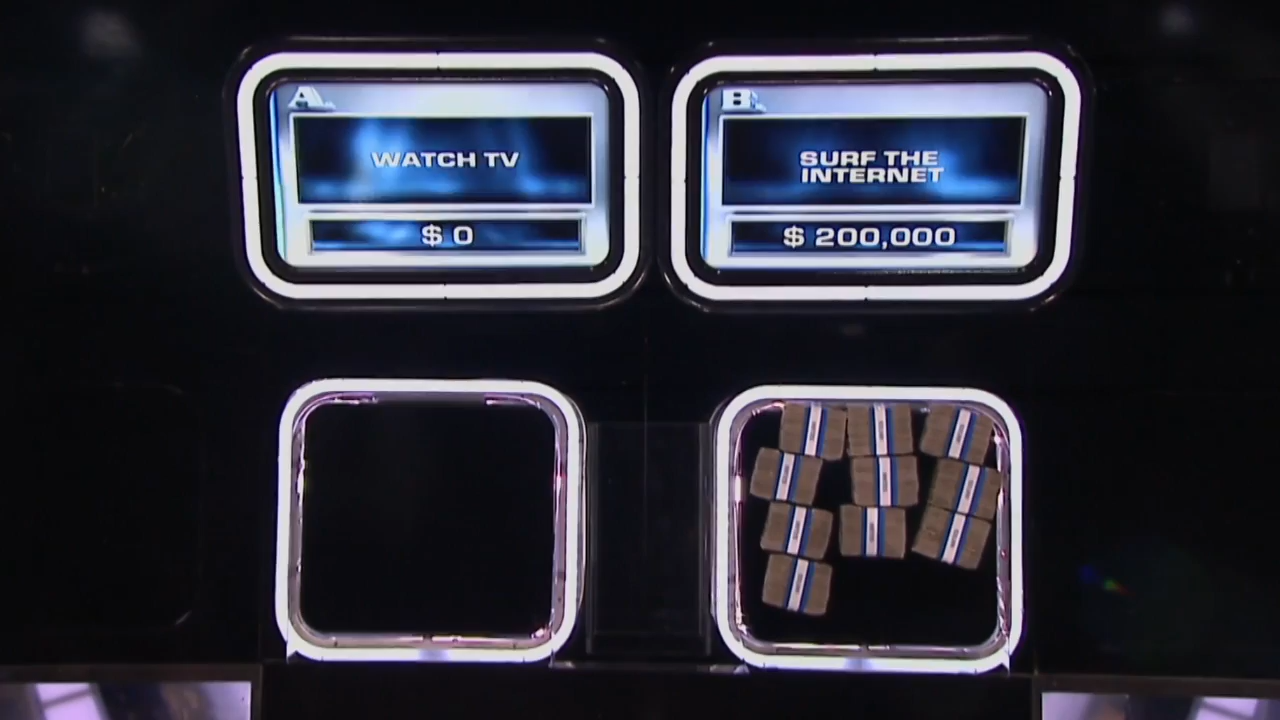 A.
WATCH TV
$ 0
B.
SURF THE
INTERNET
$ 200,000